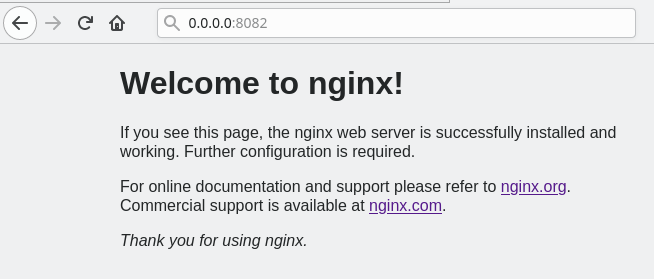 0.0.0.0:8082
Welcome to nginx!
If you see this page, the nginx web server is successfully installed and
working. Further configuration is required.
For online documentation and support please refer to nginx.org.
Commercial support is available at nginx.com.
Thank you for using nginx.